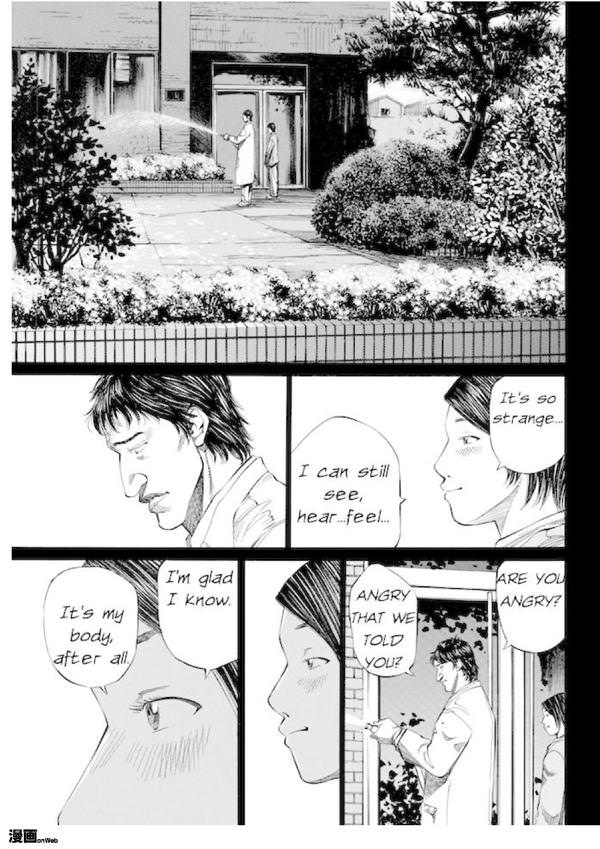 It's so
strange...
I can still
see,
hear...feel...
ARE YOU
ANGRY?
ANGRY
THAT WE
TOLD
YOU?
I'm glad
I know.
It's my
body,
after all.
漫画onWeb